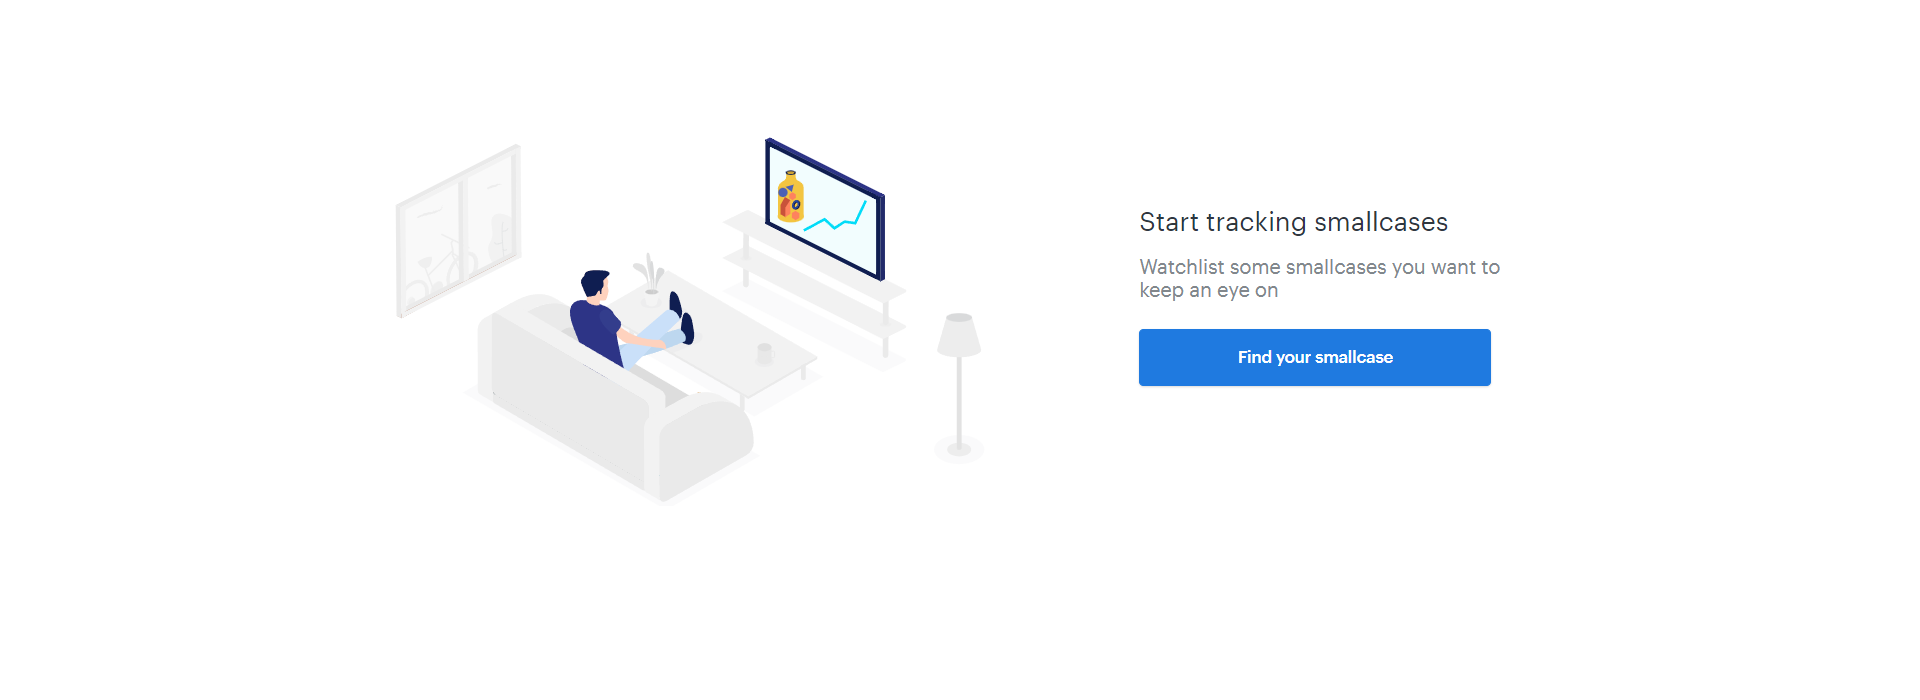 Start tracking smallcases
Watchlist some smallcases you want to
keep an eye on
Find your smallcase